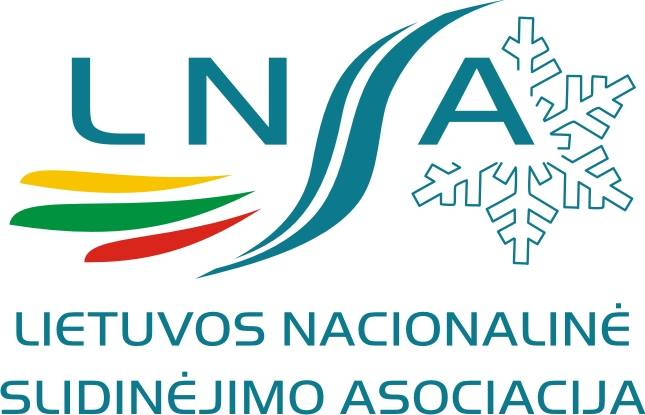 LNSA
LIETUVOS NACIONALINĖ
SLIDINĖJIMO ASOCIACIJA